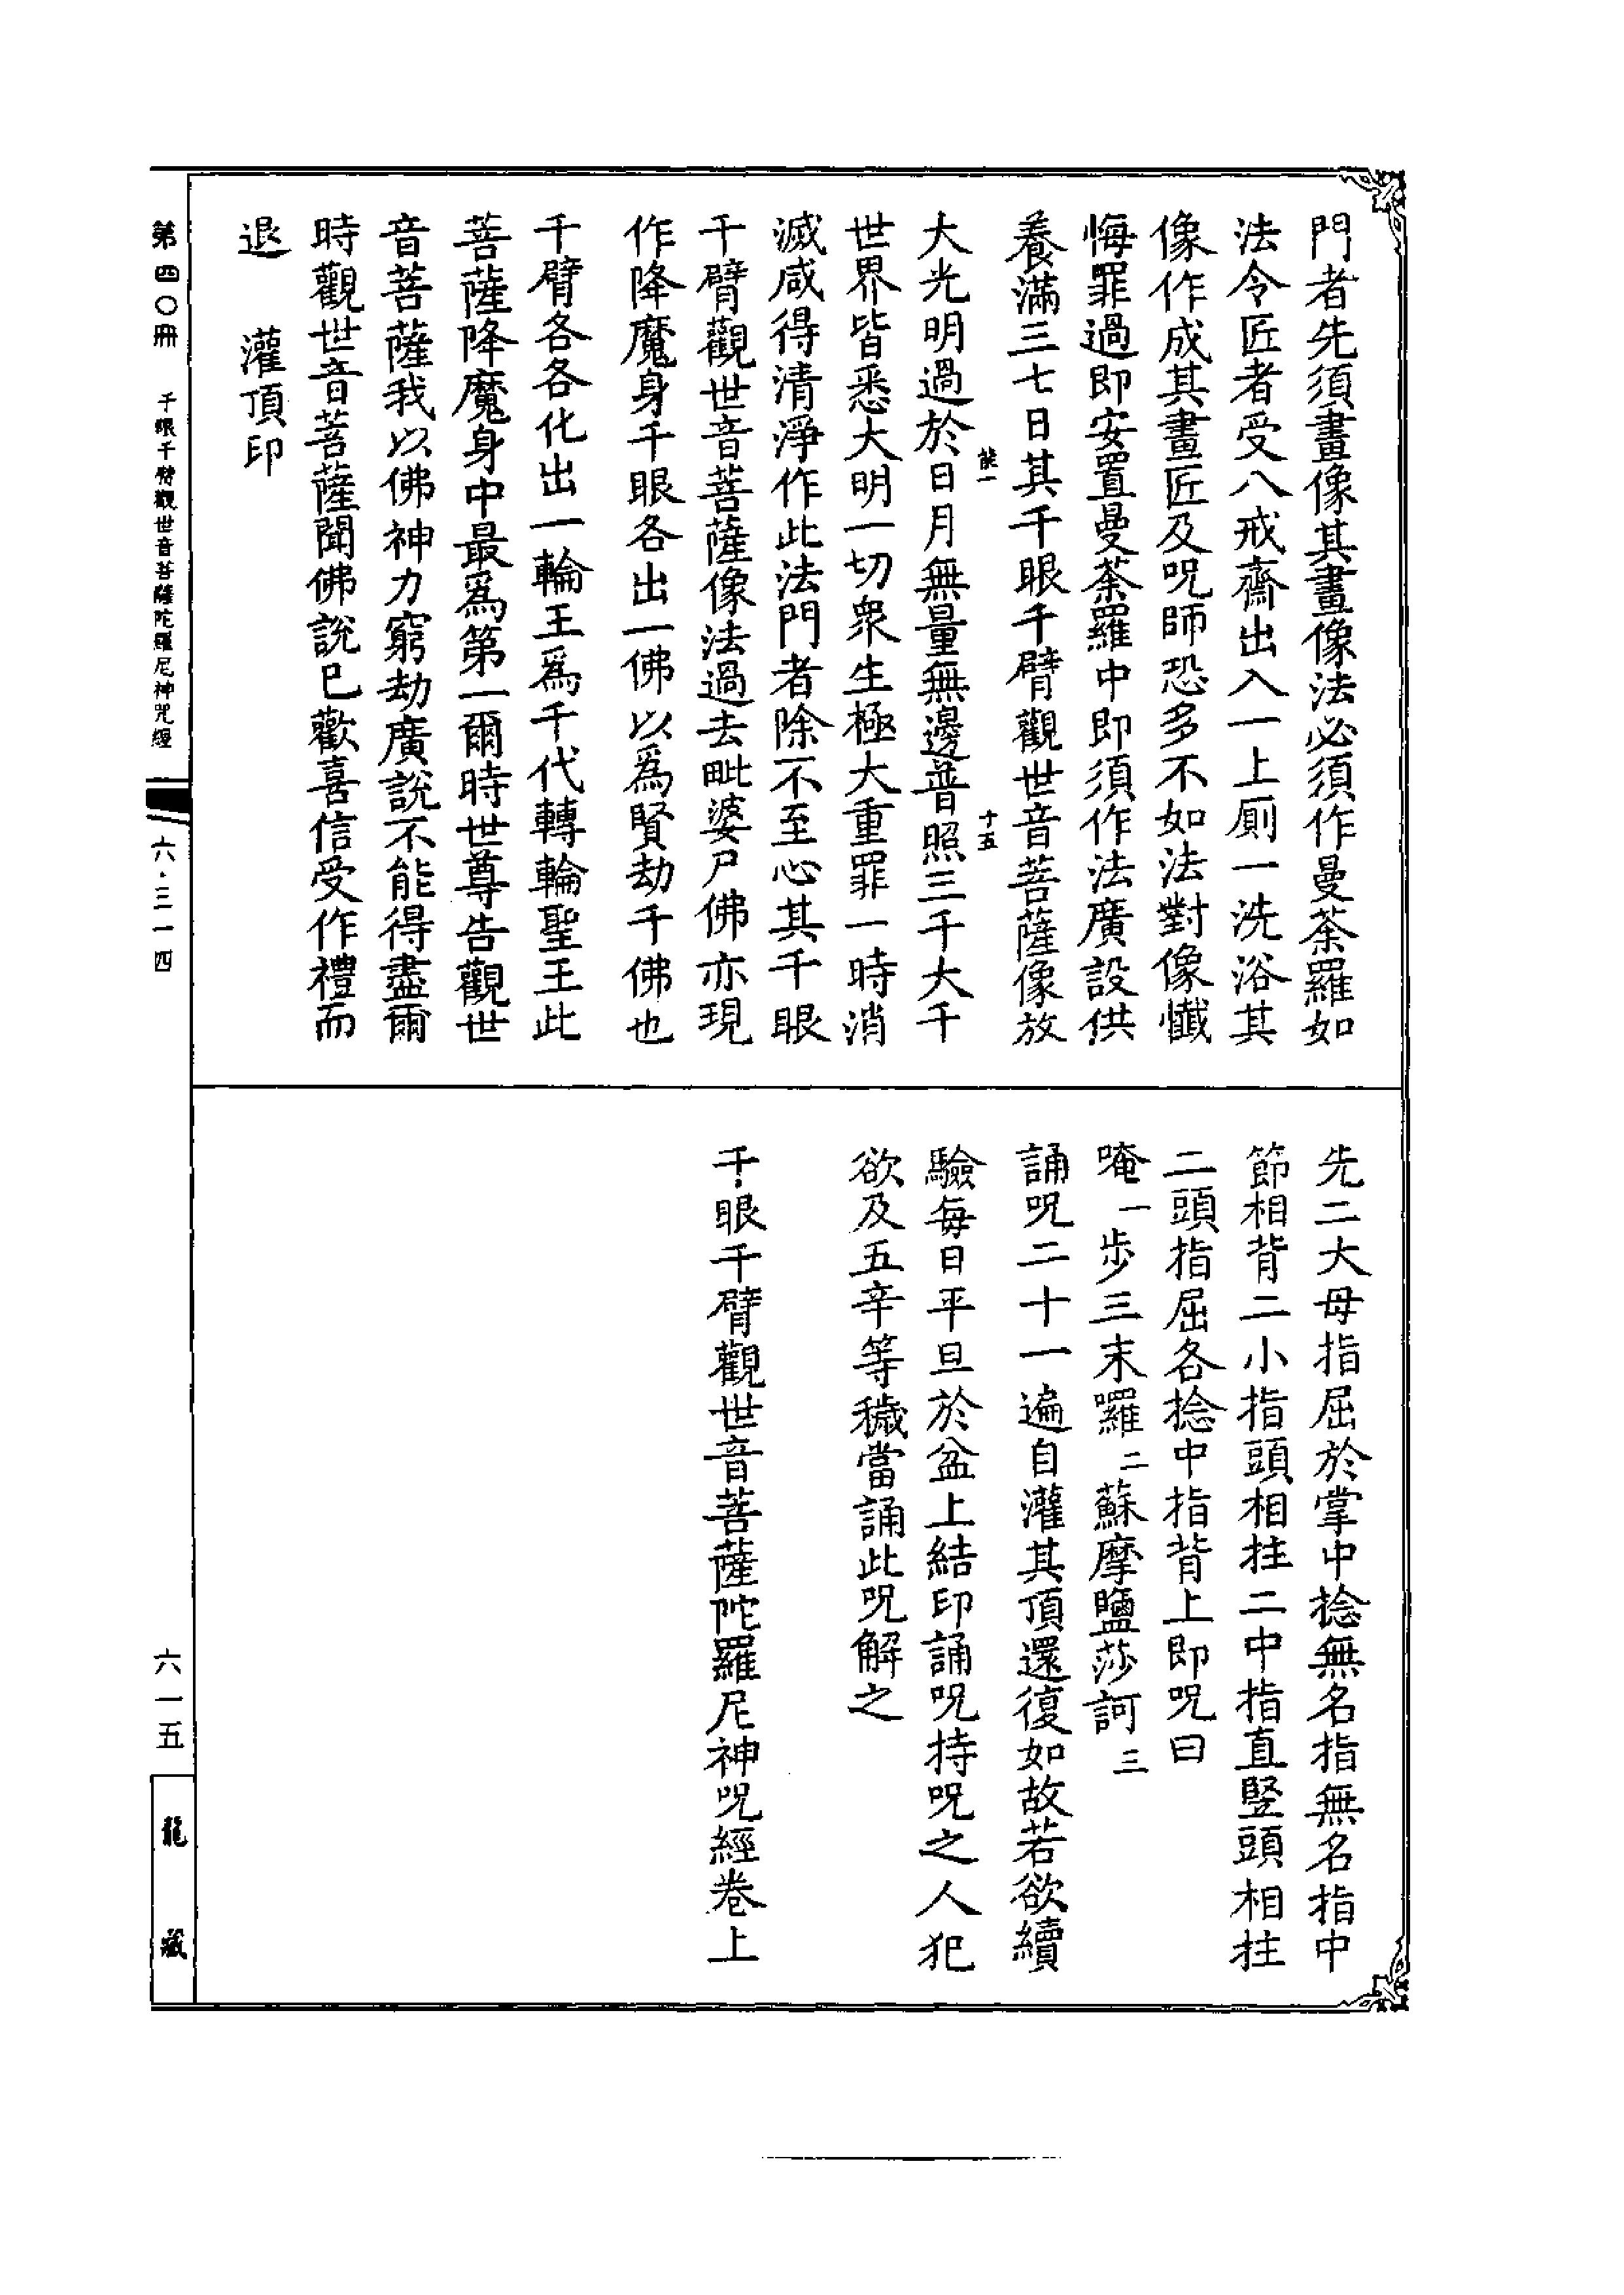 門者先須畫像其畫像法必須作曼荼羅如
法令匠者受八戒齋出入一上厠一洗浴其
像作成其畫匠及呪師恐多不如法對像懺
悔罪過即安置曼荼羅中即須作法廣設供
養滿三七日其千眼千臂觀世音菩薩像放
十五
大光明過於日月無量無邊普照三千大千
世界皆悉大明一切衆生極大重罪一時消
滅咸得清淨作此法門者除不至心其千眼
千臂觀世音菩薩像法過去毗婆尸佛亦現
作降魔身千眼各出一佛以爲賢劫千佛也
千臂各各化出一輪王爲千代轉輪聖王此
菩薩降魔身中最爲第一爾時世尊告觀世
音菩薩我以佛神力窮劫廣說不能得盡爾
時觀世音菩薩聞佛說已歡喜信受作禮而
退 灌頂印
先二大母指屈於掌中捻無名指無名指中
節相背二小指頭相拄二中指直竪頭相拄
二頭指屈各捻中指背上即呪曰
唵一步三末囉二蘇摩鹽莎訶三
誦呪二十一遍自灌其頂還復如故若欲續
驗每日平旦於盆上結印誦呪持呪之人犯
欲及五辛等穢當誦此呪解之
千眼千臂觀世音菩薩陀羅尼神呪經卷上
第四〇冊 千眼千臂觀世音菩薩陀羅尼神咒經
六·三一四
六一五
龍藏